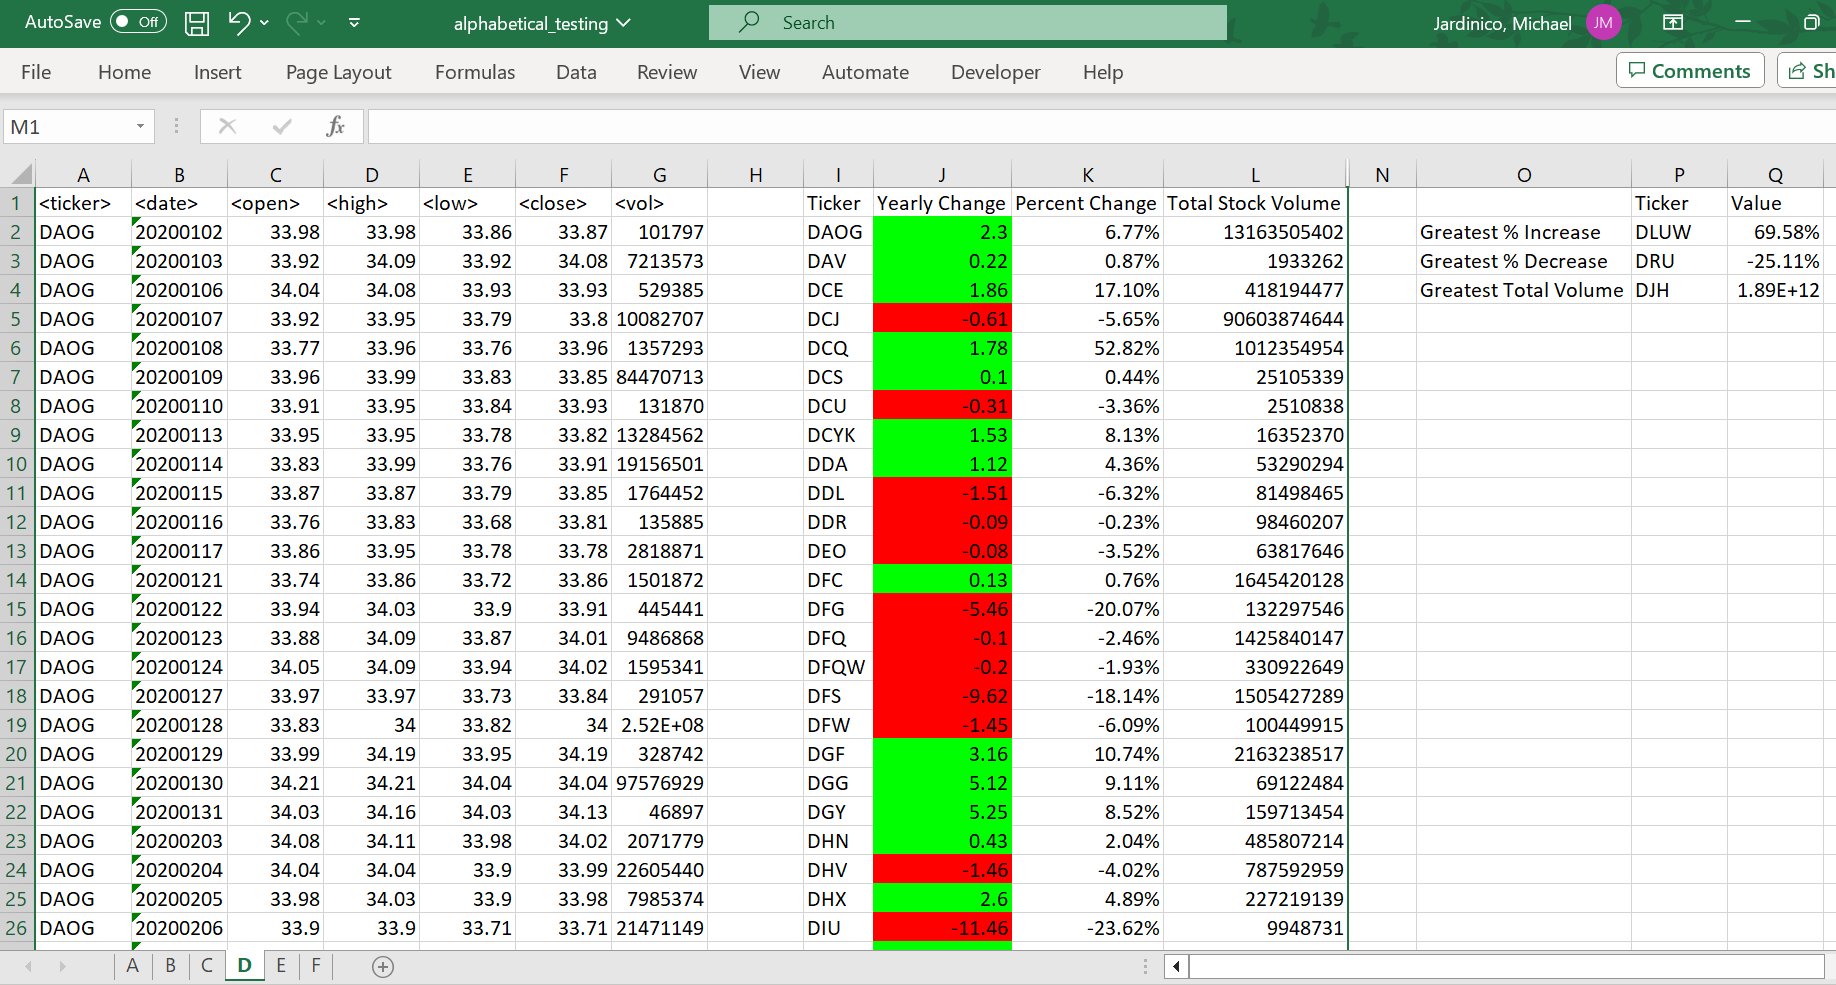 AutoSave Off alphabetical_testing Search Jardinico, Michael JM
File Home Insert Page Layout Formulas Data Review View Automate Developer Help Comments Sh
M1 fx
A B C D E F G H I J K L N O P Q
1 <ticker> <date> <open> <high> <low> <close> <vol> Ticker Yearly Change Percent Change Total Stock Volume Ticker Value
2 DAOG 20200102 33.98 33.98 33.86 33.87 101797 DAOG 2.3 6.77% 13163505402 Greatest % Increase DLUW 69.58%
3 DAOG 20200103 33.92 34.09 33.92 34.08 7213573 DAV 0.22 0.87% 1933262 Greatest % Decrease DRU -25.11%
4 DAOG 20200106 34.04 34.08 33.93 33.93 529385 DCE 1.86 17.10% 418194477 Greatest Total Volume DJH 1.89E+12
5 DAOG 20200107 33.92 33.95 33.79 33.8 10082707 DCJ -0.61 -5.65% 90603874644
6 DAOG 20200108 33.77 33.96 33.76 33.96 1357293 DCQ 1.78 52.82% 1012354954
7 DAOG 20200109 33.96 33.99 33.83 33.85 84470713 DCS 0.1 0.44% 25105339
8 DAOG 20200110 33.91 33.95 33.84 33.93 131870 DCU -0.31 -3.36% 2510838
9 DAOG 20200113 33.95 33.95 33.78 33.82 13284562 DCYK 1.53 8.13% 16352370
10 DAOG 20200114 33.83 33.99 33.76 33.91 19156501 DDA 1.12 4.36% 53290294
11 DAOG 20200115 33.87 33.87 33.79 33.85 1764452 DDL -1.51 -6.32% 81498465
12 DAOG 20200116 33.76 33.83 33.68 33.81 135885 DDR -0.09 -0.23% 98460207
13 DAOG 20200117 33.86 33.95 33.78 33.78 2818871 DEO -0.08 -3.52% 63817646
14 DAOG 20200121 33.74 33.86 33.72 33.86 1501872 DFC 0.13 0.76% 1645420128
15 DAOG 20200122 33.94 34.03 33.9 33.91 445441 DFG -5.46 -20.07% 132297546
16 DAOG 20200123 33.88 34.09 33.87 34.01 9486868 DFQ -0.1 -2.46% 1425840147
17 DAOG 20200124 34.05 34.09 33.94 34.02 1595341 DFQW -0.2 -1.93% 330922649
18 DAOG 20200127 33.97 33.97 33.73 33.84 291057 DFS -9.62 -18.14% 1505427289
19 DAOG 20200128 33.83 34 33.82 34 2.52E+08 DFW -1.45 -6.09% 100449915
20 DAOG 20200129 33.99 34.19 33.95 34.19 328742 DGF 3.16 10.74% 2163238517
21 DAOG 20200130 34.21 34.21 34.04 34.04 97576929 DGG 5.12 9.11% 69122484
22 DAOG 20200131 34.03 34.16 34.03 34.13 46897 DGY 5.25 8.52% 159713454
23 DAOG 20200203 34.08 34.11 33.98 34.02 2071779 DHN 0.43 2.04% 485807214
24 DAOG 20200204 34.04 34.04 33.9 33.99 22605440 DHV -1.46 -4.02% 787592959
25 DAOG 20200205 33.98 34.03 33.9 33.98 7985374 DHX 2.6 4.89% 227219139
26 DAOG 20200206 33.9 33.9 33.71 33.71 21471149 DIU -11.46 -23.62% 9948731
A B C D E F